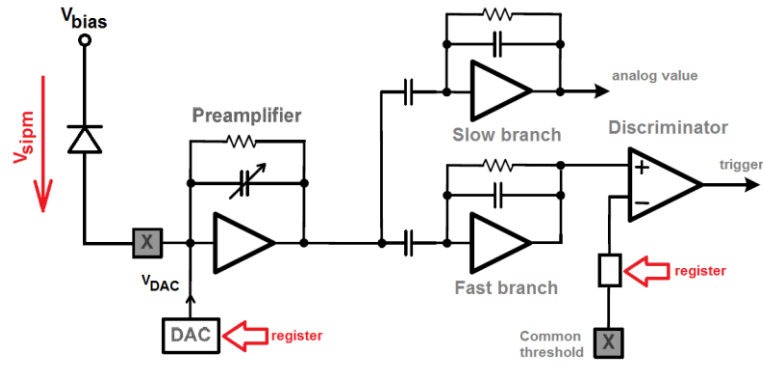 Vbias
analog value
Slow branch
Preamplifier
Discriminator
Vsipm
+
trigger
X
−
VDAC
Fast branch
register
DAC
register
Common
threshold
X